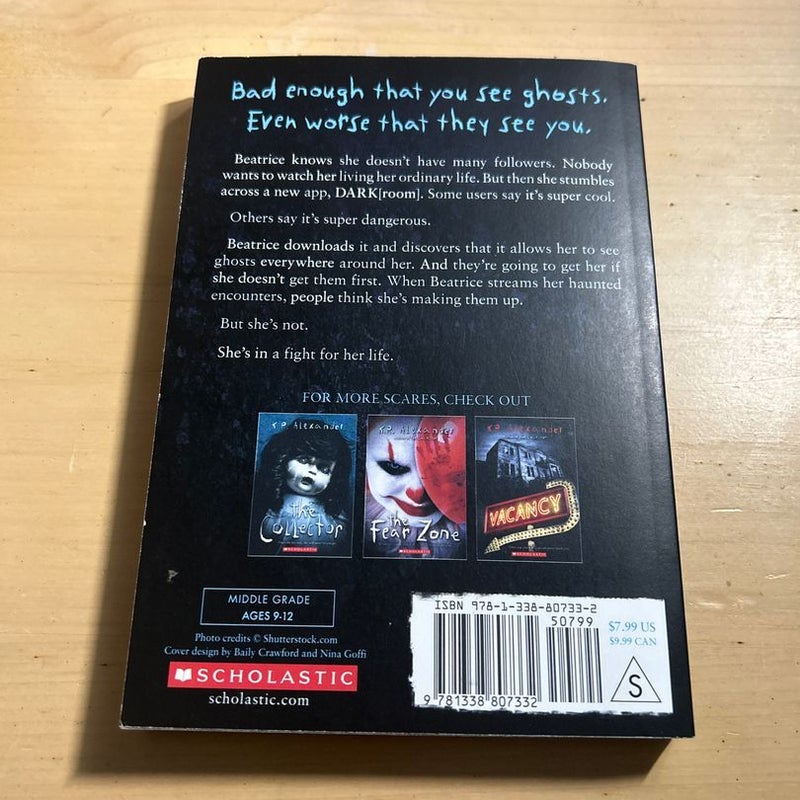 Bad enough that you see ghosts.
Even worse that they see you.
Beatrice knows she doesn't have many followers. Nobody
wants to watch her living her ordinary life. But then she stumbles
across a new app, DARK[room]. Some users say it's super cool.
Others say it's super dangerous.
Beatrice downloads it and discovers that it allows her to see
ghosts everywhere around her. And they're going to get her if
she doesn't get them first. When Beatrice streams her haunted
encounters, people think she's making them up.
But she's not.
She's in a fight for her life.
FOR MORE SCARES, CHECK OUT
K.R. Alexander
the
Collector
SCHOLASTIC
K.R. Alexander
the
Fear Zone
SCHOLASTIC
K.R. Alexander
VACANCY
SCHOLASTIC
MIDDLE GRADE
AGES 9-12
Photo credits © Shutterstock.com
Cover design by Baily Crawford and Nina Goffi
SCHOLASTIC
scholastic.com
ISBN 978-1-338-80733-2
50799
9 781338 807332
$7.99 US
$9.99 CAN
S